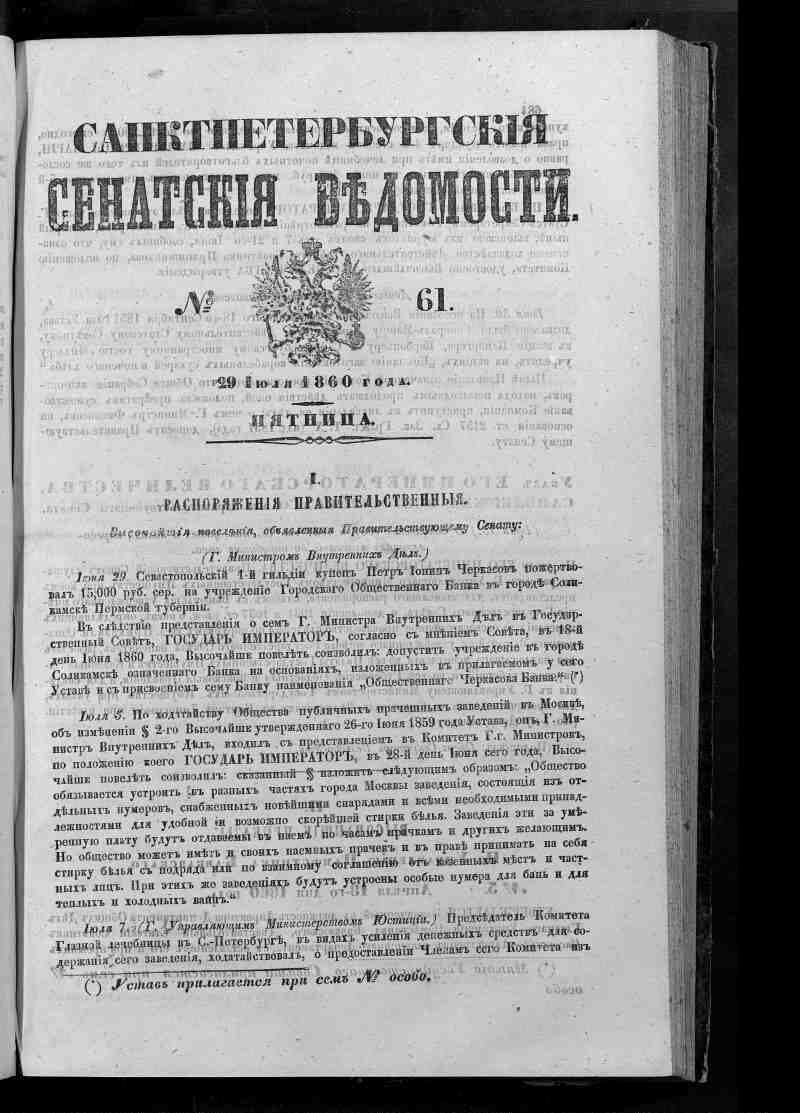 САНКТПЕТЕРБУРГСКІЯ
СЕНАТСКІЯ ВѢДОМОСТИ.
№ 61.
29 Іюля 1860 года.
ПЯТНИЦА.
I.
РАСПОРЯЖЕНІЯ ПРАВИТЕЛЬСТВЕННЫЯ.
Высочайшія повелѣнія, объявленныя Правительствующему Сенату:
(Г. Министромъ Внутреннихъ Дѣлъ.)
Іюня 29. Севастопольскій 1-й гильдіи купецъ Петръ Іонинъ Черкасовъ пожертво-
валъ 15,000 руб. сер. на учрежденіе Городскаго Общественнаго Банка въ городѣ Соли-
камскѣ Пермской губерніи.
Въ слѣдствіе представленія о семъ Г. Министра Внутреннихъ Дѣлъ въ Государ-
ственный Совѣтъ, ГОСУДАРЬ ИМПЕРАТОРЪ, согласно съ мнѣніемъ Совѣта, въ 18-й
день Іюня 1860 года, Высочайше повелѣть соизволилъ: допустить учрежденіе въ городѣ
Соликамскѣ означеннаго Банка на основаніяхъ, изложенныхъ въ прилагаемомъ у сего
Уставѣ и съ присвоеніемъ сему Банку наименованія „Общественнаго Черкасова Банка.“ (*)
Іюля 5. По ходатайству Общества публичныхъ прачешныхъ заведеній въ Москвѣ,
объ измѣненіи § 2-го Высочайше утвержденнаго 26-го Іюня 1859 года Устава, онъ, Г. Ми-
нистръ Внутреннихъ Дѣлъ, входилъ съ представленіемъ въ Комитетъ Г.г. Министровъ,
по положенію коего ГОСУДАРЬ ИМПЕРАТОРЪ, въ 28-й день Іюня сего года, Высо-
чайше повелѣть соизволилъ: сказанный § изложить слѣдующимъ образомъ: „Общество
обязывается устроить въ разныхъ частяхъ города Москвы заведенія, состоящія изъ от-
дѣльныхъ нумеровъ, снабженныхъ новѣйшими снарядами и всѣми необходимыми принад-
лежностями для удобной и возможно скорѣйшей стирки бѣлья. Заведенія эти за умѣ-
ренную плату будутъ отдаваемы въ наемъ по часамъ прачкамъ и другихъ желающимъ.
Но общество можетъ имѣть и своихъ наемныхъ прачекъ и въ правѣ принимать на себя
стирку бѣлья съ подряда или по взаимному соглашенію отъ казенныхъ мѣстъ и част-
ныхъ лицъ. При этихъ же заведеніяхъ будутъ устроены особые нумера для бань и для
теплыхъ и холодныхъ ваннъ.“
Іюля 7. (Г. Управляющимъ Министерствомъ Юстиціи.) Предсѣдатель Комитета
Глазной лечебницы въ С.-Петербургѣ, въ видахъ усиленія денежныхъ средствъ для со-
держанія сего заведенія, ходатайствовалъ, о предоставленіи Членамъ сего Комитета изъ
(*) Уставъ прилагается при семъ № особо.